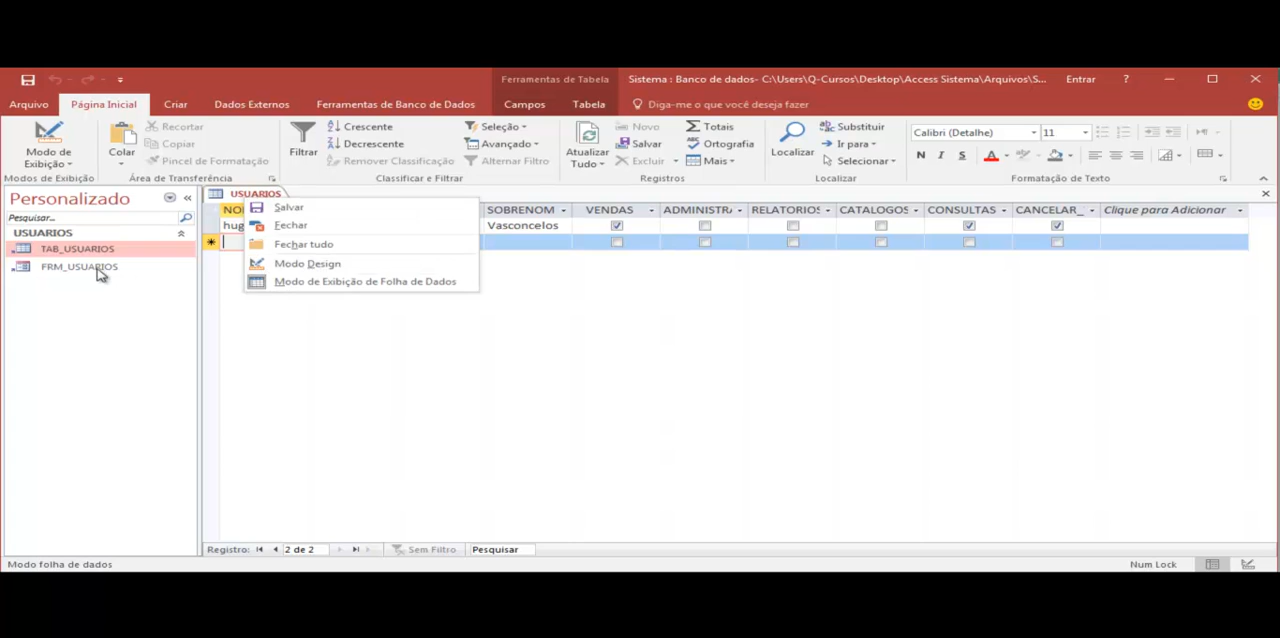 Ferramentas de Tabela
Sistema : Banco de dados- C:\Users\Q-Cursos\Desktop\Access Sistema\Arquivos\S...
Entrar
?
Arquivo
Página Inicial
Criar
Dados Externos
Ferramentas de Banco de Dados
Campos
Tabela
Diga-me o que você deseja fazer
Modo de
Exibição
Modos de Exibição
Colar
Recortar
Copiar
Pincel de Formatação
Área de Transferência
Filtrar
Crescente
Decrescente
Remover Classificação
Seleção
Avançado
Alternar Filtro
Classificar e Filtrar
Atualizar
Tudo
Novo
Salvar
Excluir
Totais
Ortografia
Mais
Registros
Localizar
Substituir
Ir para
Selecionar
Localizar
Calibri (Detalhe)
11
N I S
A
Formatação de Texto
Personalizado
Pesquisar...
USUARIOS
TAB_USUARIOS
FRM_USUARIOS
USUARIOS
SOBRENOM
VENDAS
ADMINISTRA
RELATORIOS
CATALOGOS
CONSULTAS
CANCELAR_
Clique para Adicionar
hug
Vasconcelos
Salvar
Fechar
Fechar tudo
Modo Design
Modo de Exibição de Folha de Dados
Registro:
2 de 2
Sem Filtro
Pesquisar
Modo folha de dados
Num Lock